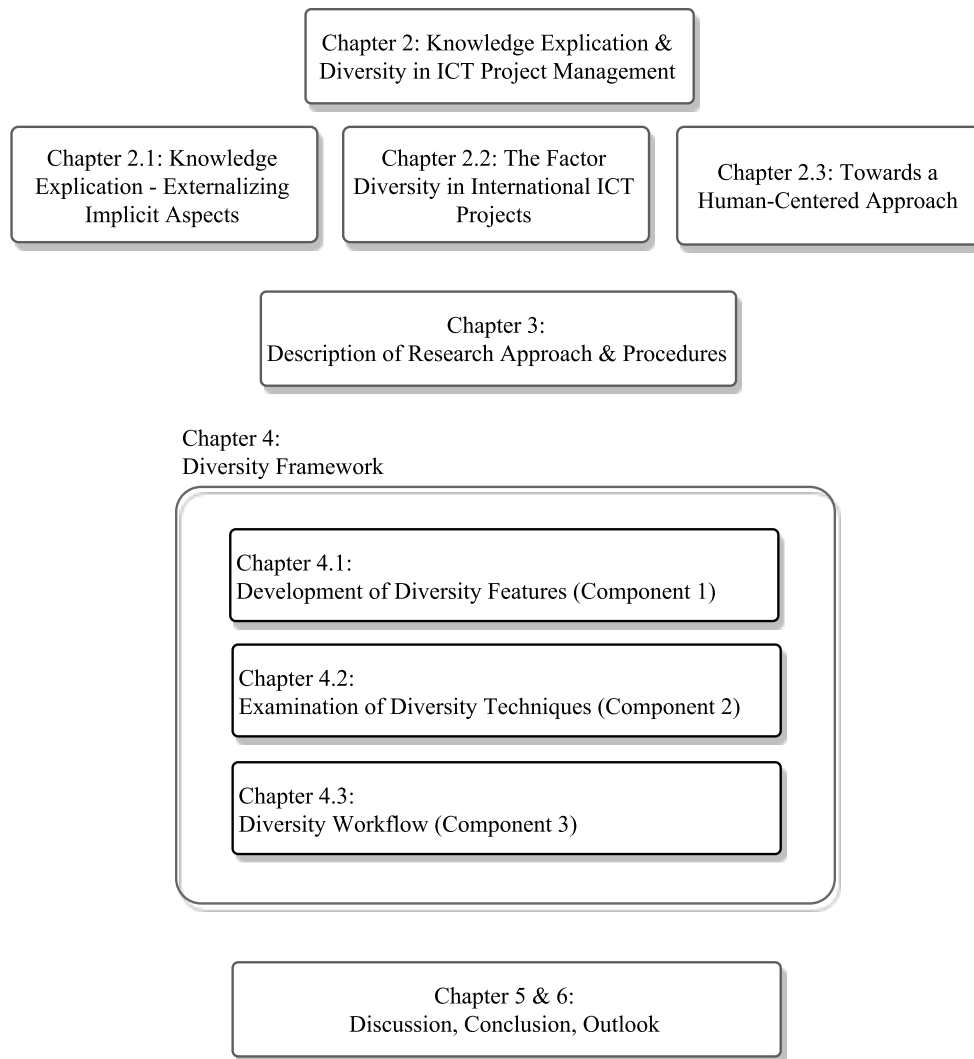 Chapter 2: Knowledge Explication &
Diversity in ICT Project Management
Chapter 2.1: Knowledge
Explication - Externalizing
Implicit Aspects
Chapter 2.2: The Factor
Diversity in International ICT
Projects
Chapter 2.3: Towards a
Human-Centered Approach
Chapter 3:
Description of Research Approach & Procedures
Chapter 4:
Diversity Framework
Chapter 4.1:
Development of Diversity Features (Component 1)
Chapter 4.2:
Examination of Diversity Techniques (Component 2)
Chapter 4.3:
Diversity Workflow (Component 3)
Chapter 5 & 6:
Discussion, Conclusion, Outlook